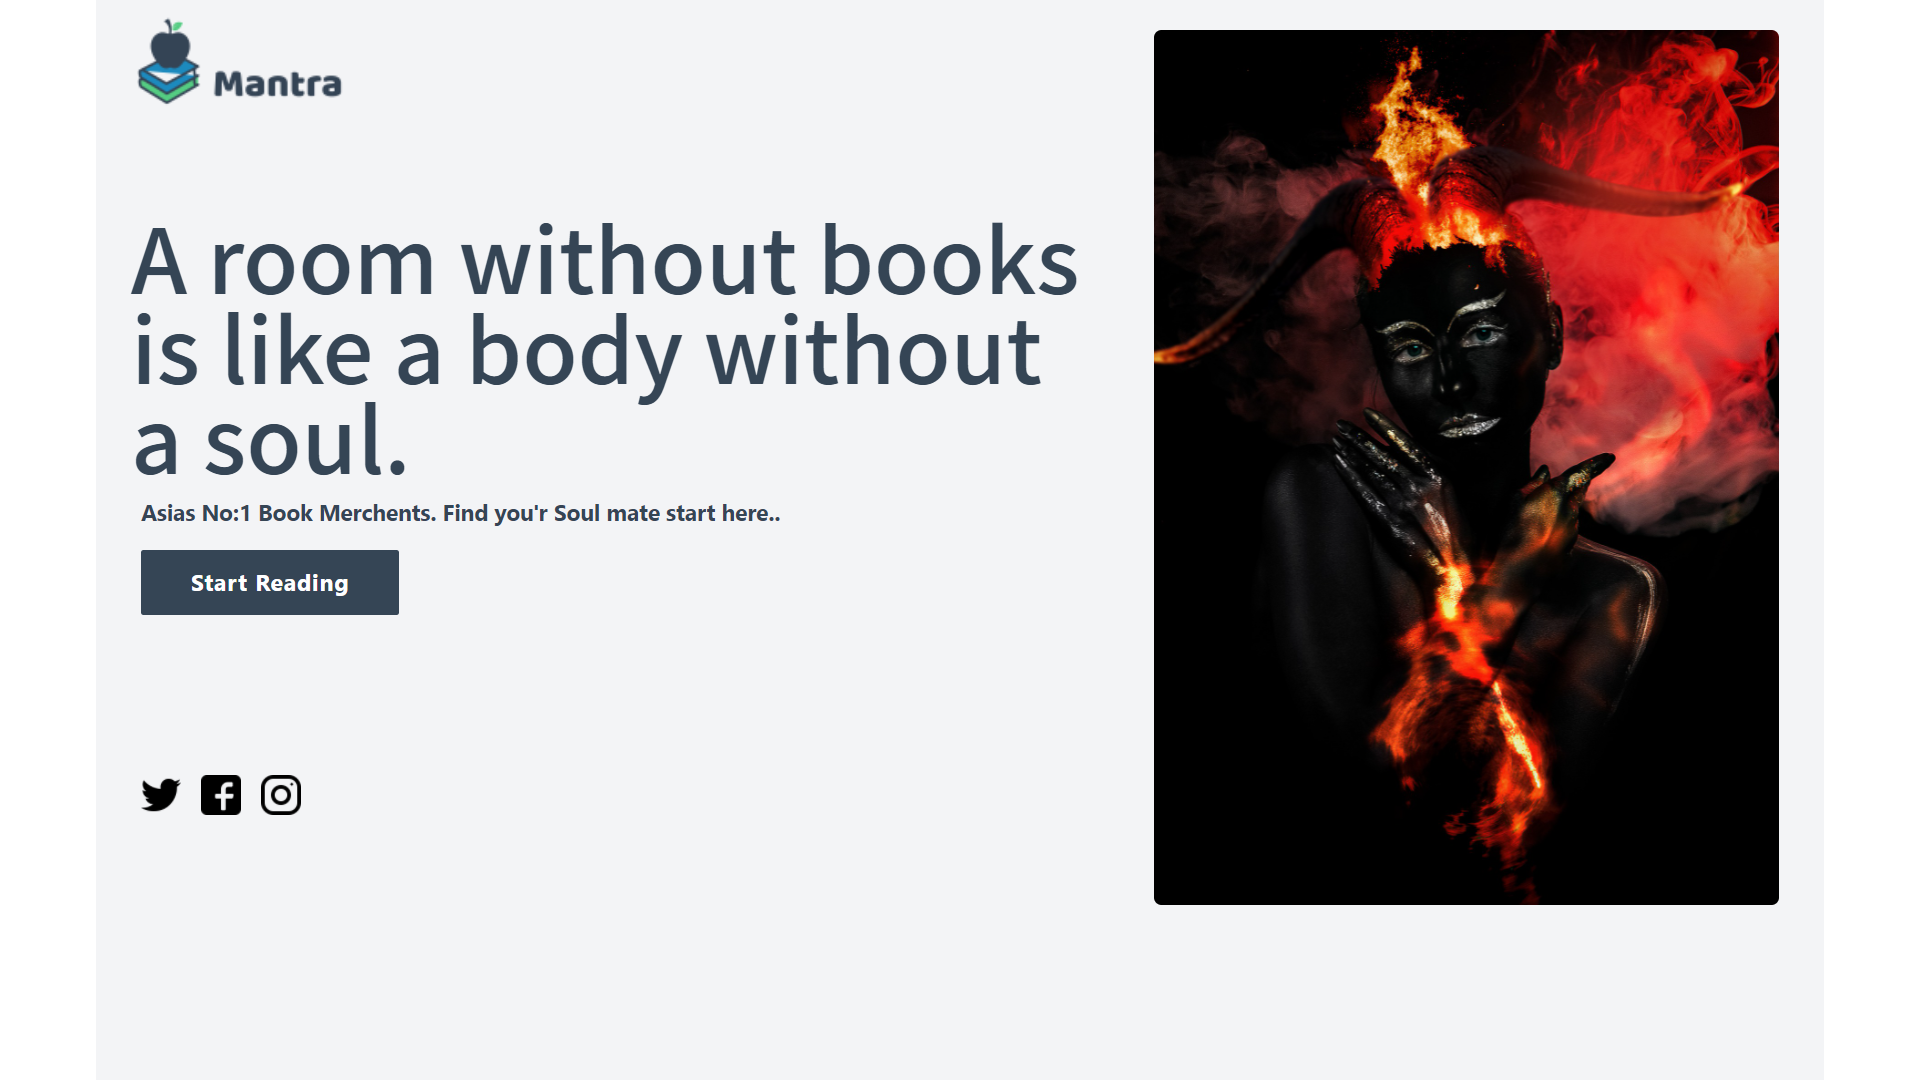 Mantra
A room without books
is like a body without
a soul.
Asias No:1 Book Merchents. Find you'r Soul mate start here..
Start Reading